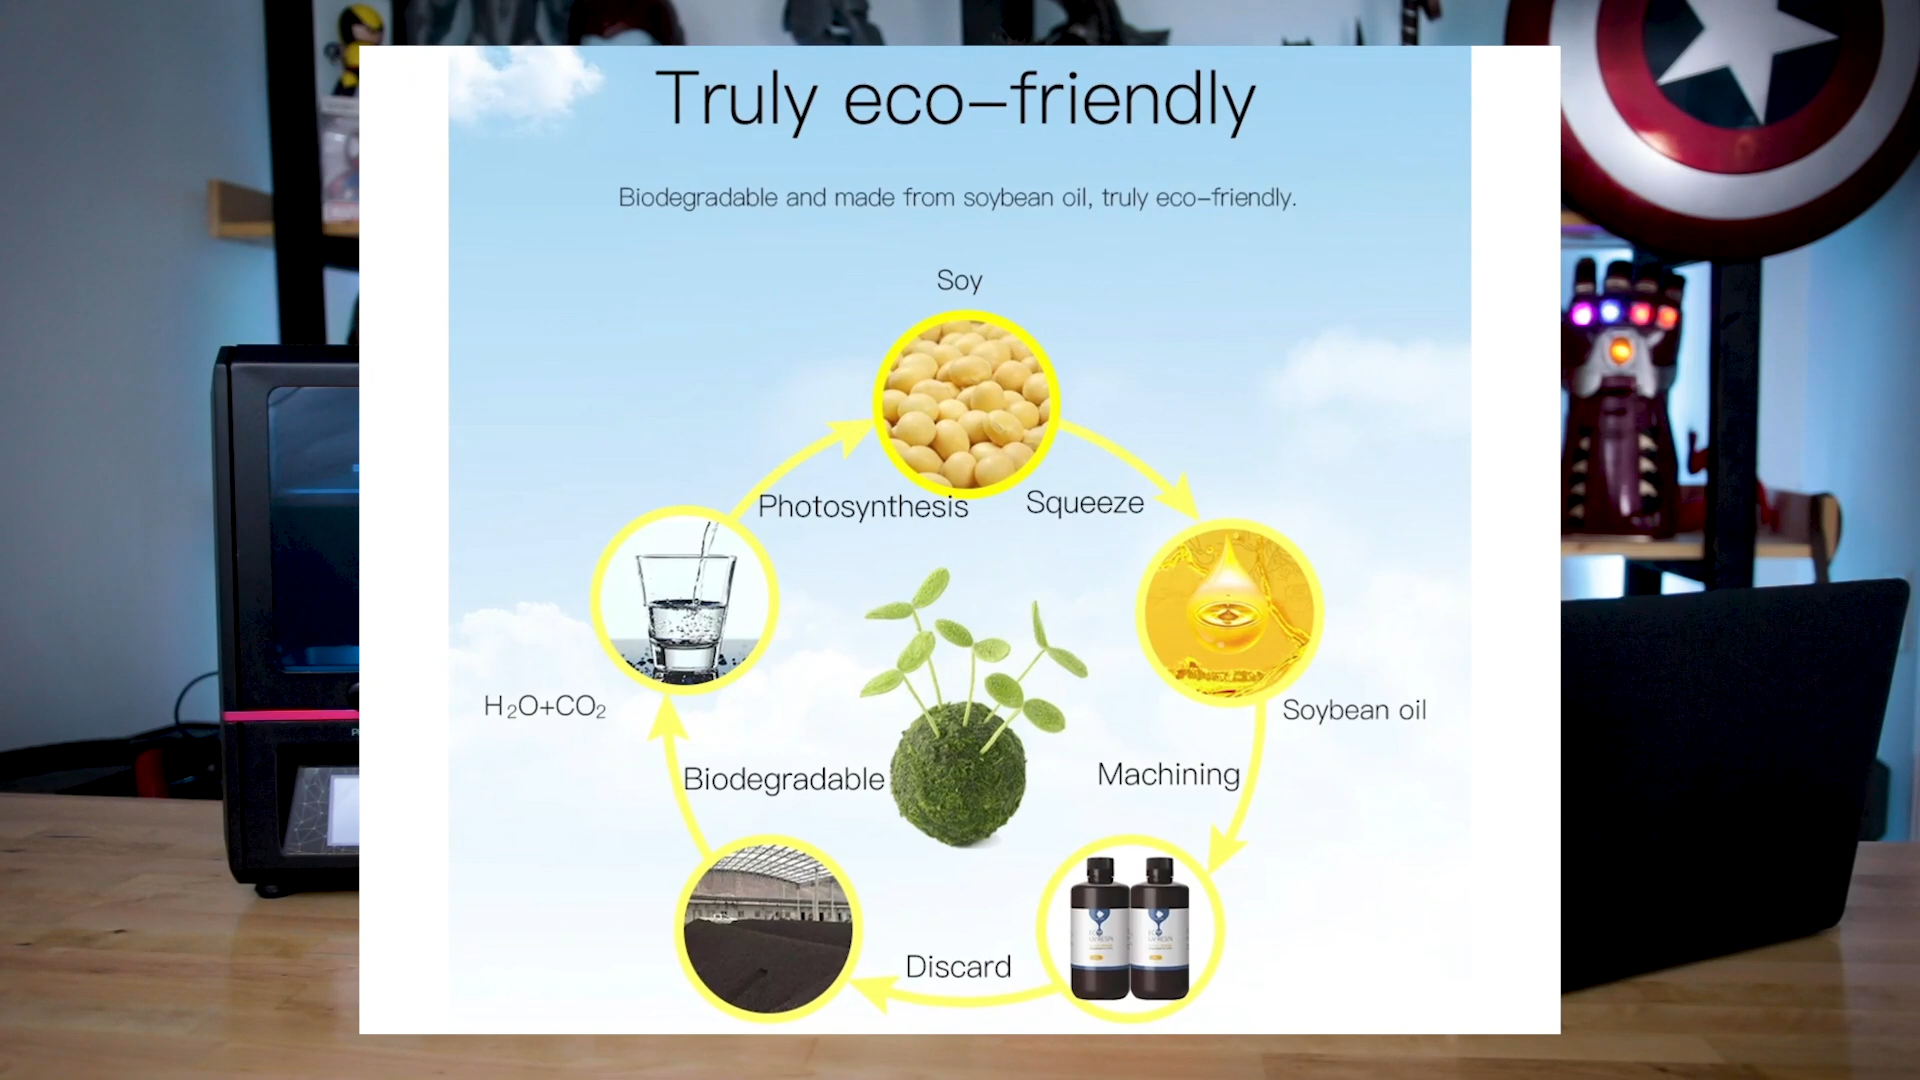 Truly eco–friendly
Biodegradable and made from soybean oil, truly eco–friendly.
Soy
Photosynthesis
Squeeze
H₂O+CO₂
Soybean oil
Biodegradable
Machining
Discard